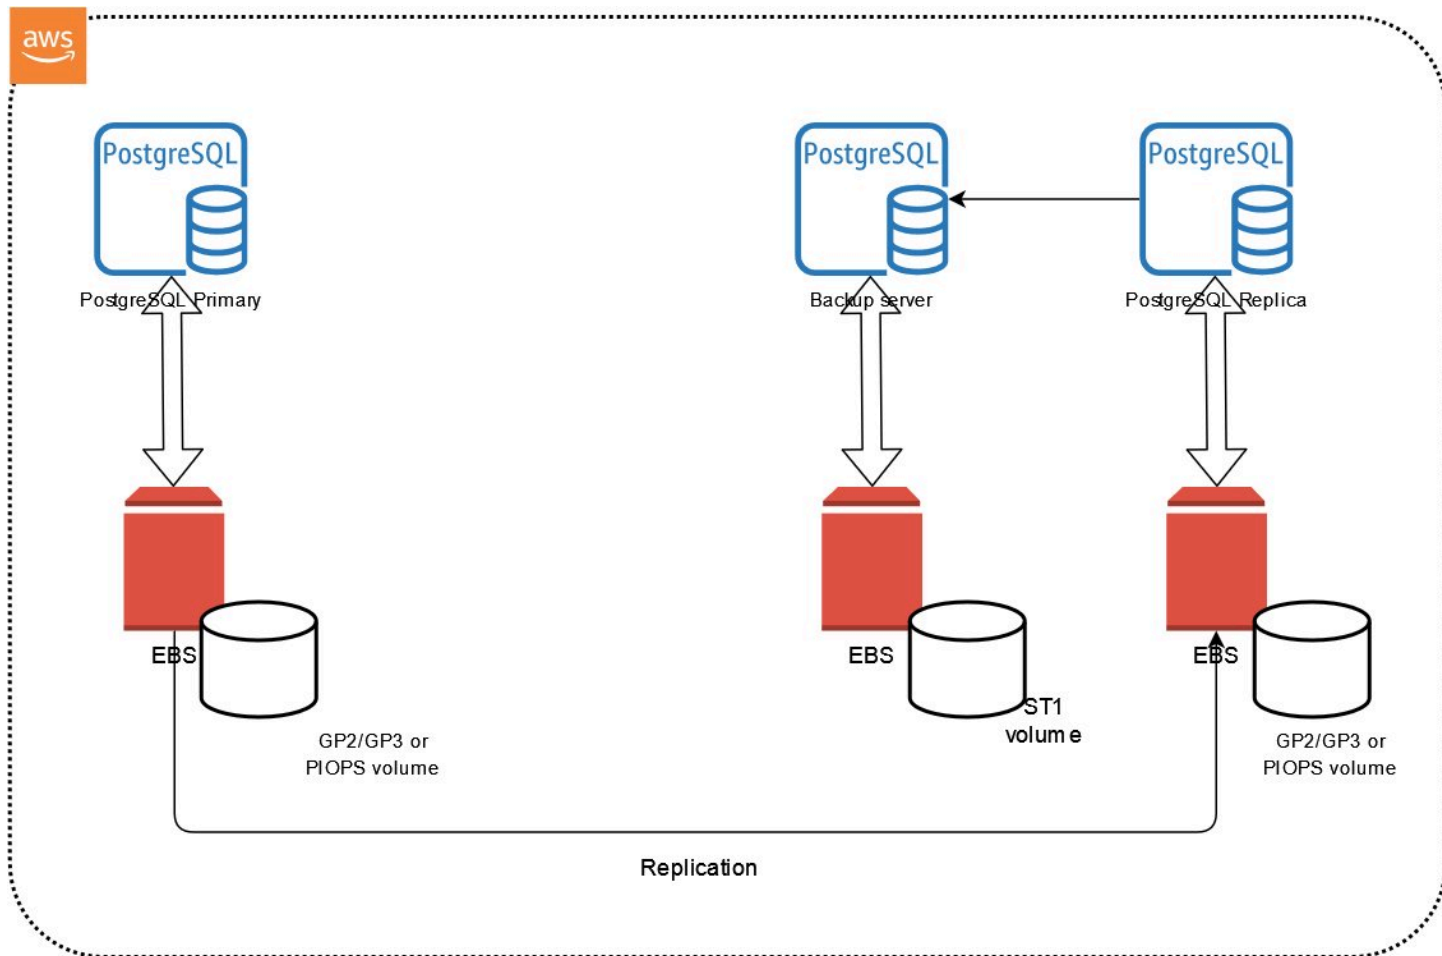 aws
PostgreSQL
PostgreSQL
PostgreSQL
PostgreSQL Primary
Backup server
PostgreSQL Replica
EBS
EBS
EBS
ST1
volume
GP2/GP3 or
PIOPS volume
GP2/GP3 or
PIOPS volume
Replication